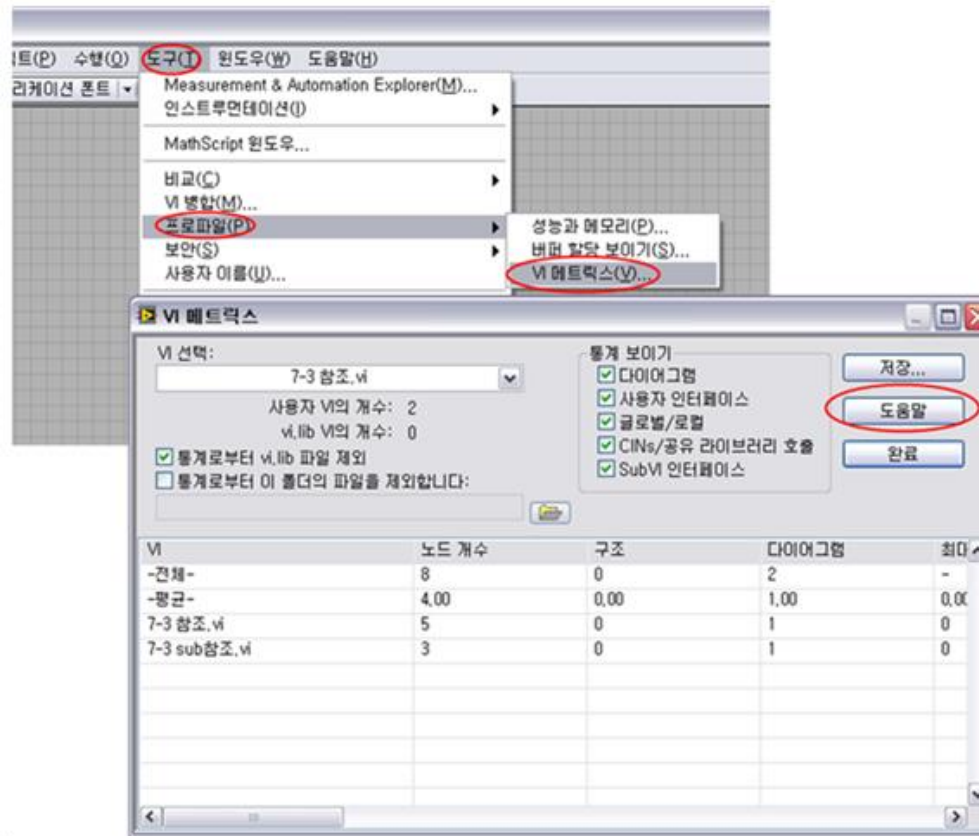 트(P) 수행(O) 도구(T) 윈도우(W) 도움말(H)
리케이션 폰트
Measurement & Automation Explorer(M)...
인스트루먼테이션(I)
MathScript 윈도우...
비교(C)
VI 병합(M)...
프로파일(P)
보안(S)
사용자 이름(U)...
성능과 메모리(P)...
버퍼 할당 보이기(S)...
VI 메트릭스(V)...
VI 메트릭스
VI 선택:
7-3 참조.vi
사용자 VI의 개수: 2
vi.lib VI의 개수: 0
통계로부터 vi.lib 파일 제외
통계로부터 이 폴더의 파일을 제외합니다:
통계 보이기
다이어그램
사용자 인터페이스
글로벌/로컬
CINs/공유 라이브러리 호출
SubVI 인터페이스
저장...
도움말
완료
VI 노드 개수 구조 다이어그램 최대
-전체- 8 0 2 -
-평균- 4.00 0.00 1.00 0.00
7-3 참조.vi 5 0 1 0
7-3 sub참조.vi 3 0 1 0